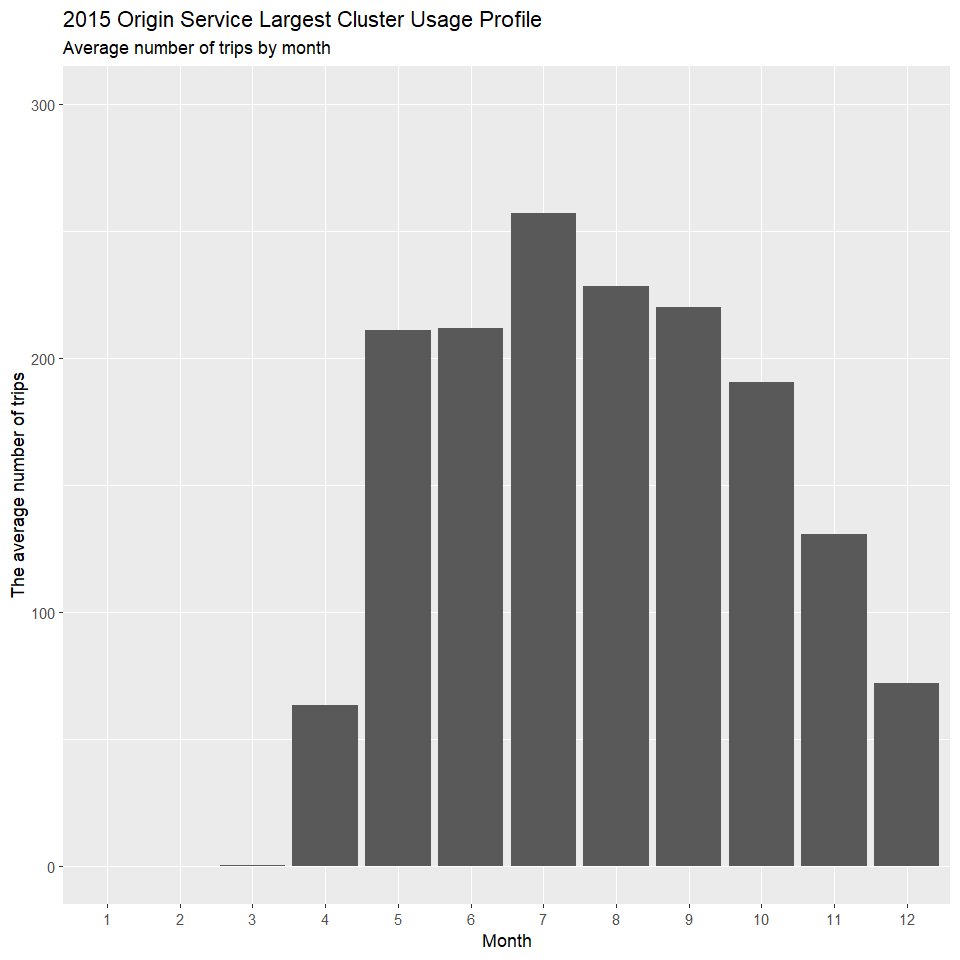 2015 Origin Service Largest Cluster Usage Profile
Average number of trips by month
The average number of trips
300
200
100
0
1 2 3 4 5 6 7 8 9 10 11 12
Month